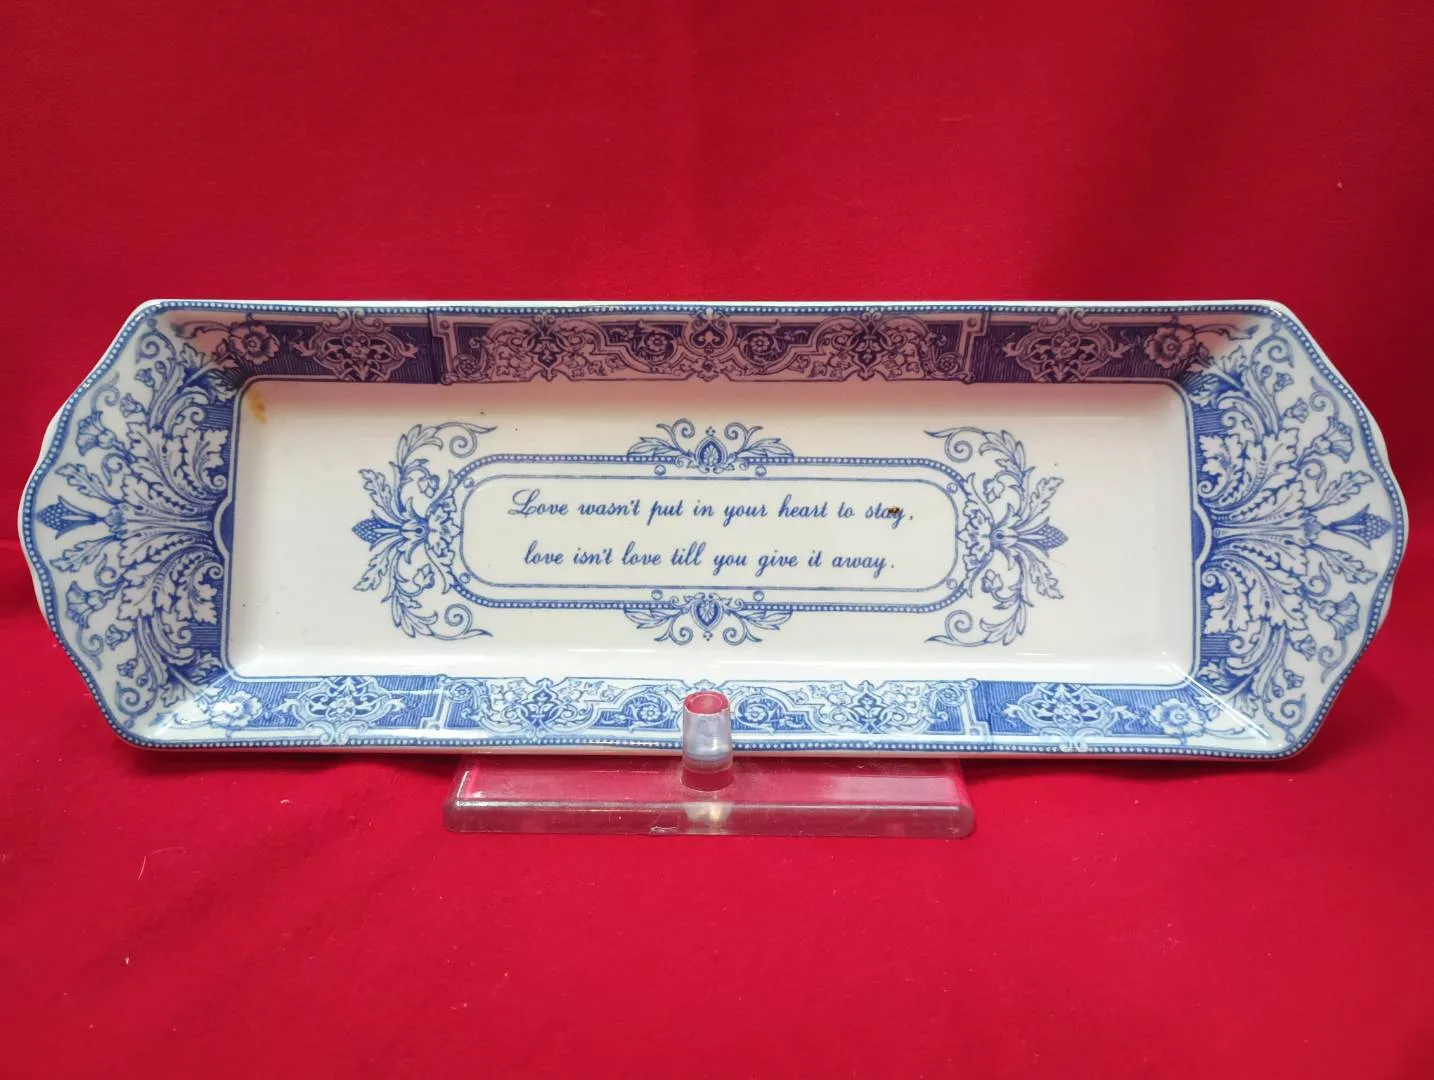 Love wasn't put in your heart to stay,
love isn't love till you give it away.